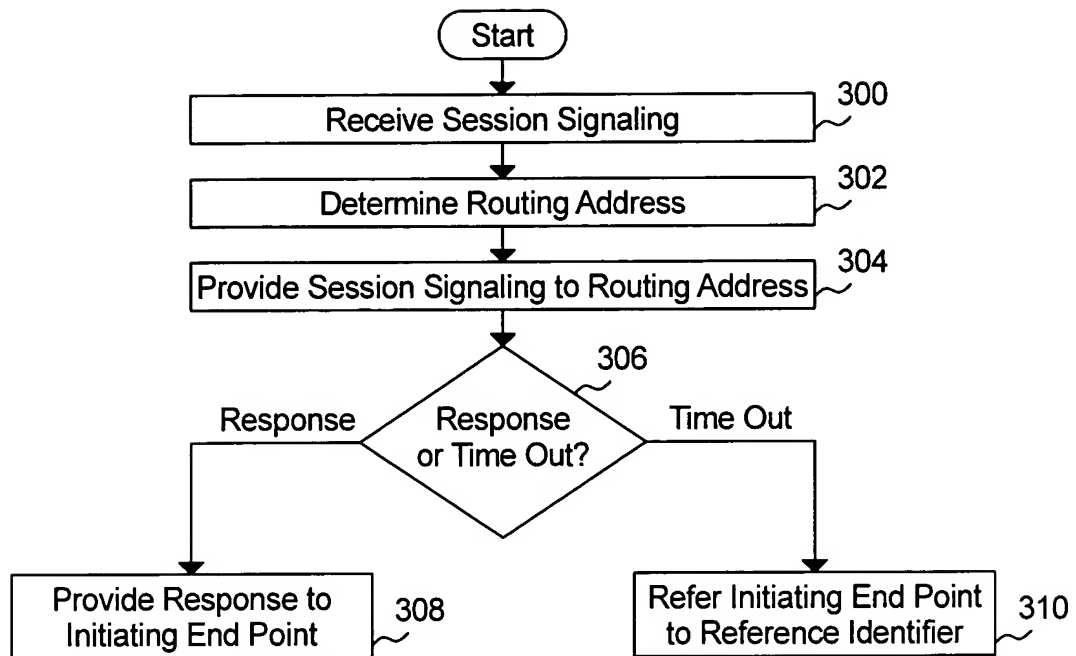 Start
Receive Session Signaling
300
Determine Routing Address
302
Provide Session Signaling to Routing Address
304
306
Response
Response
or Time Out?
Time Out
Provide Response to
Initiating End Point
308
Refer Initiating End Point
to Reference Identifier
310